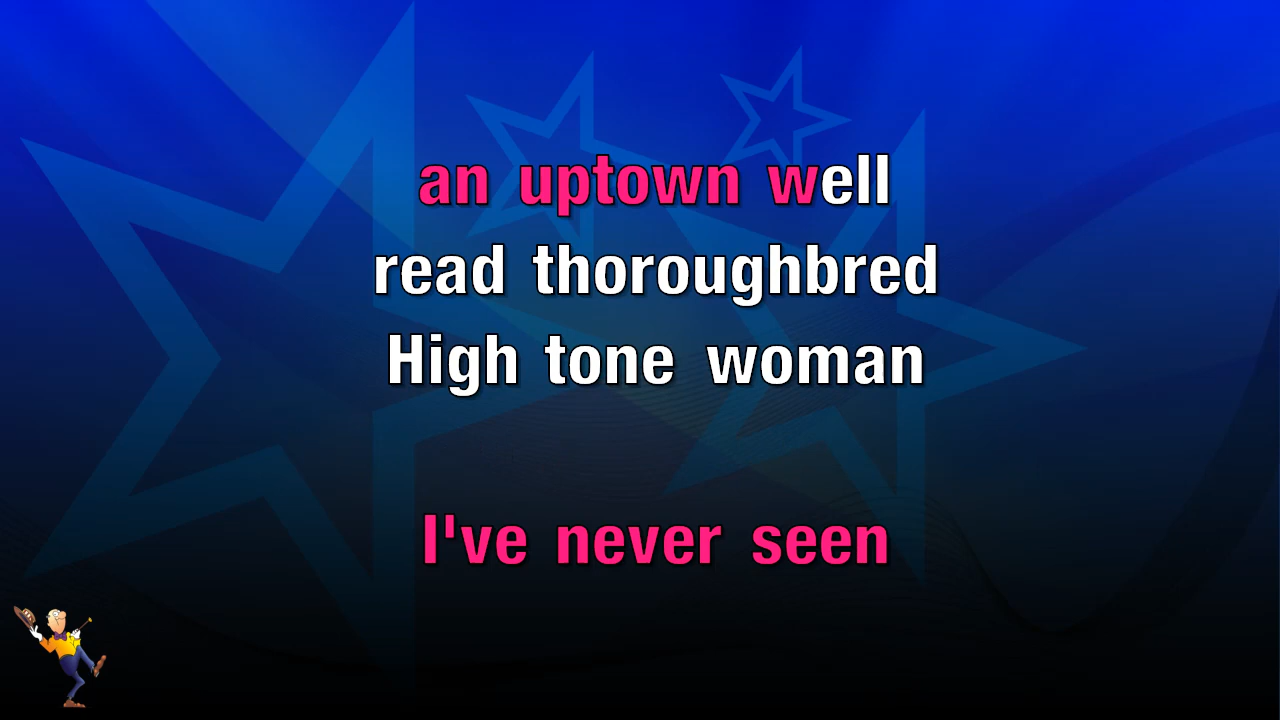 an uptown well
read thoroughbred
High tone woman
I've never seen